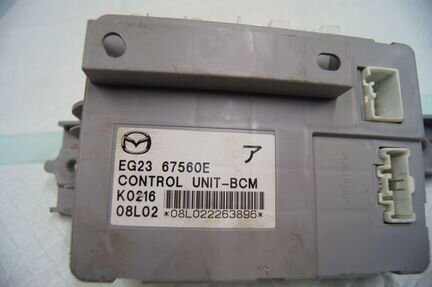 EG23 67560E
ア
CONTROL UNIT-BCM
K0216
08L02 *08L022263896*